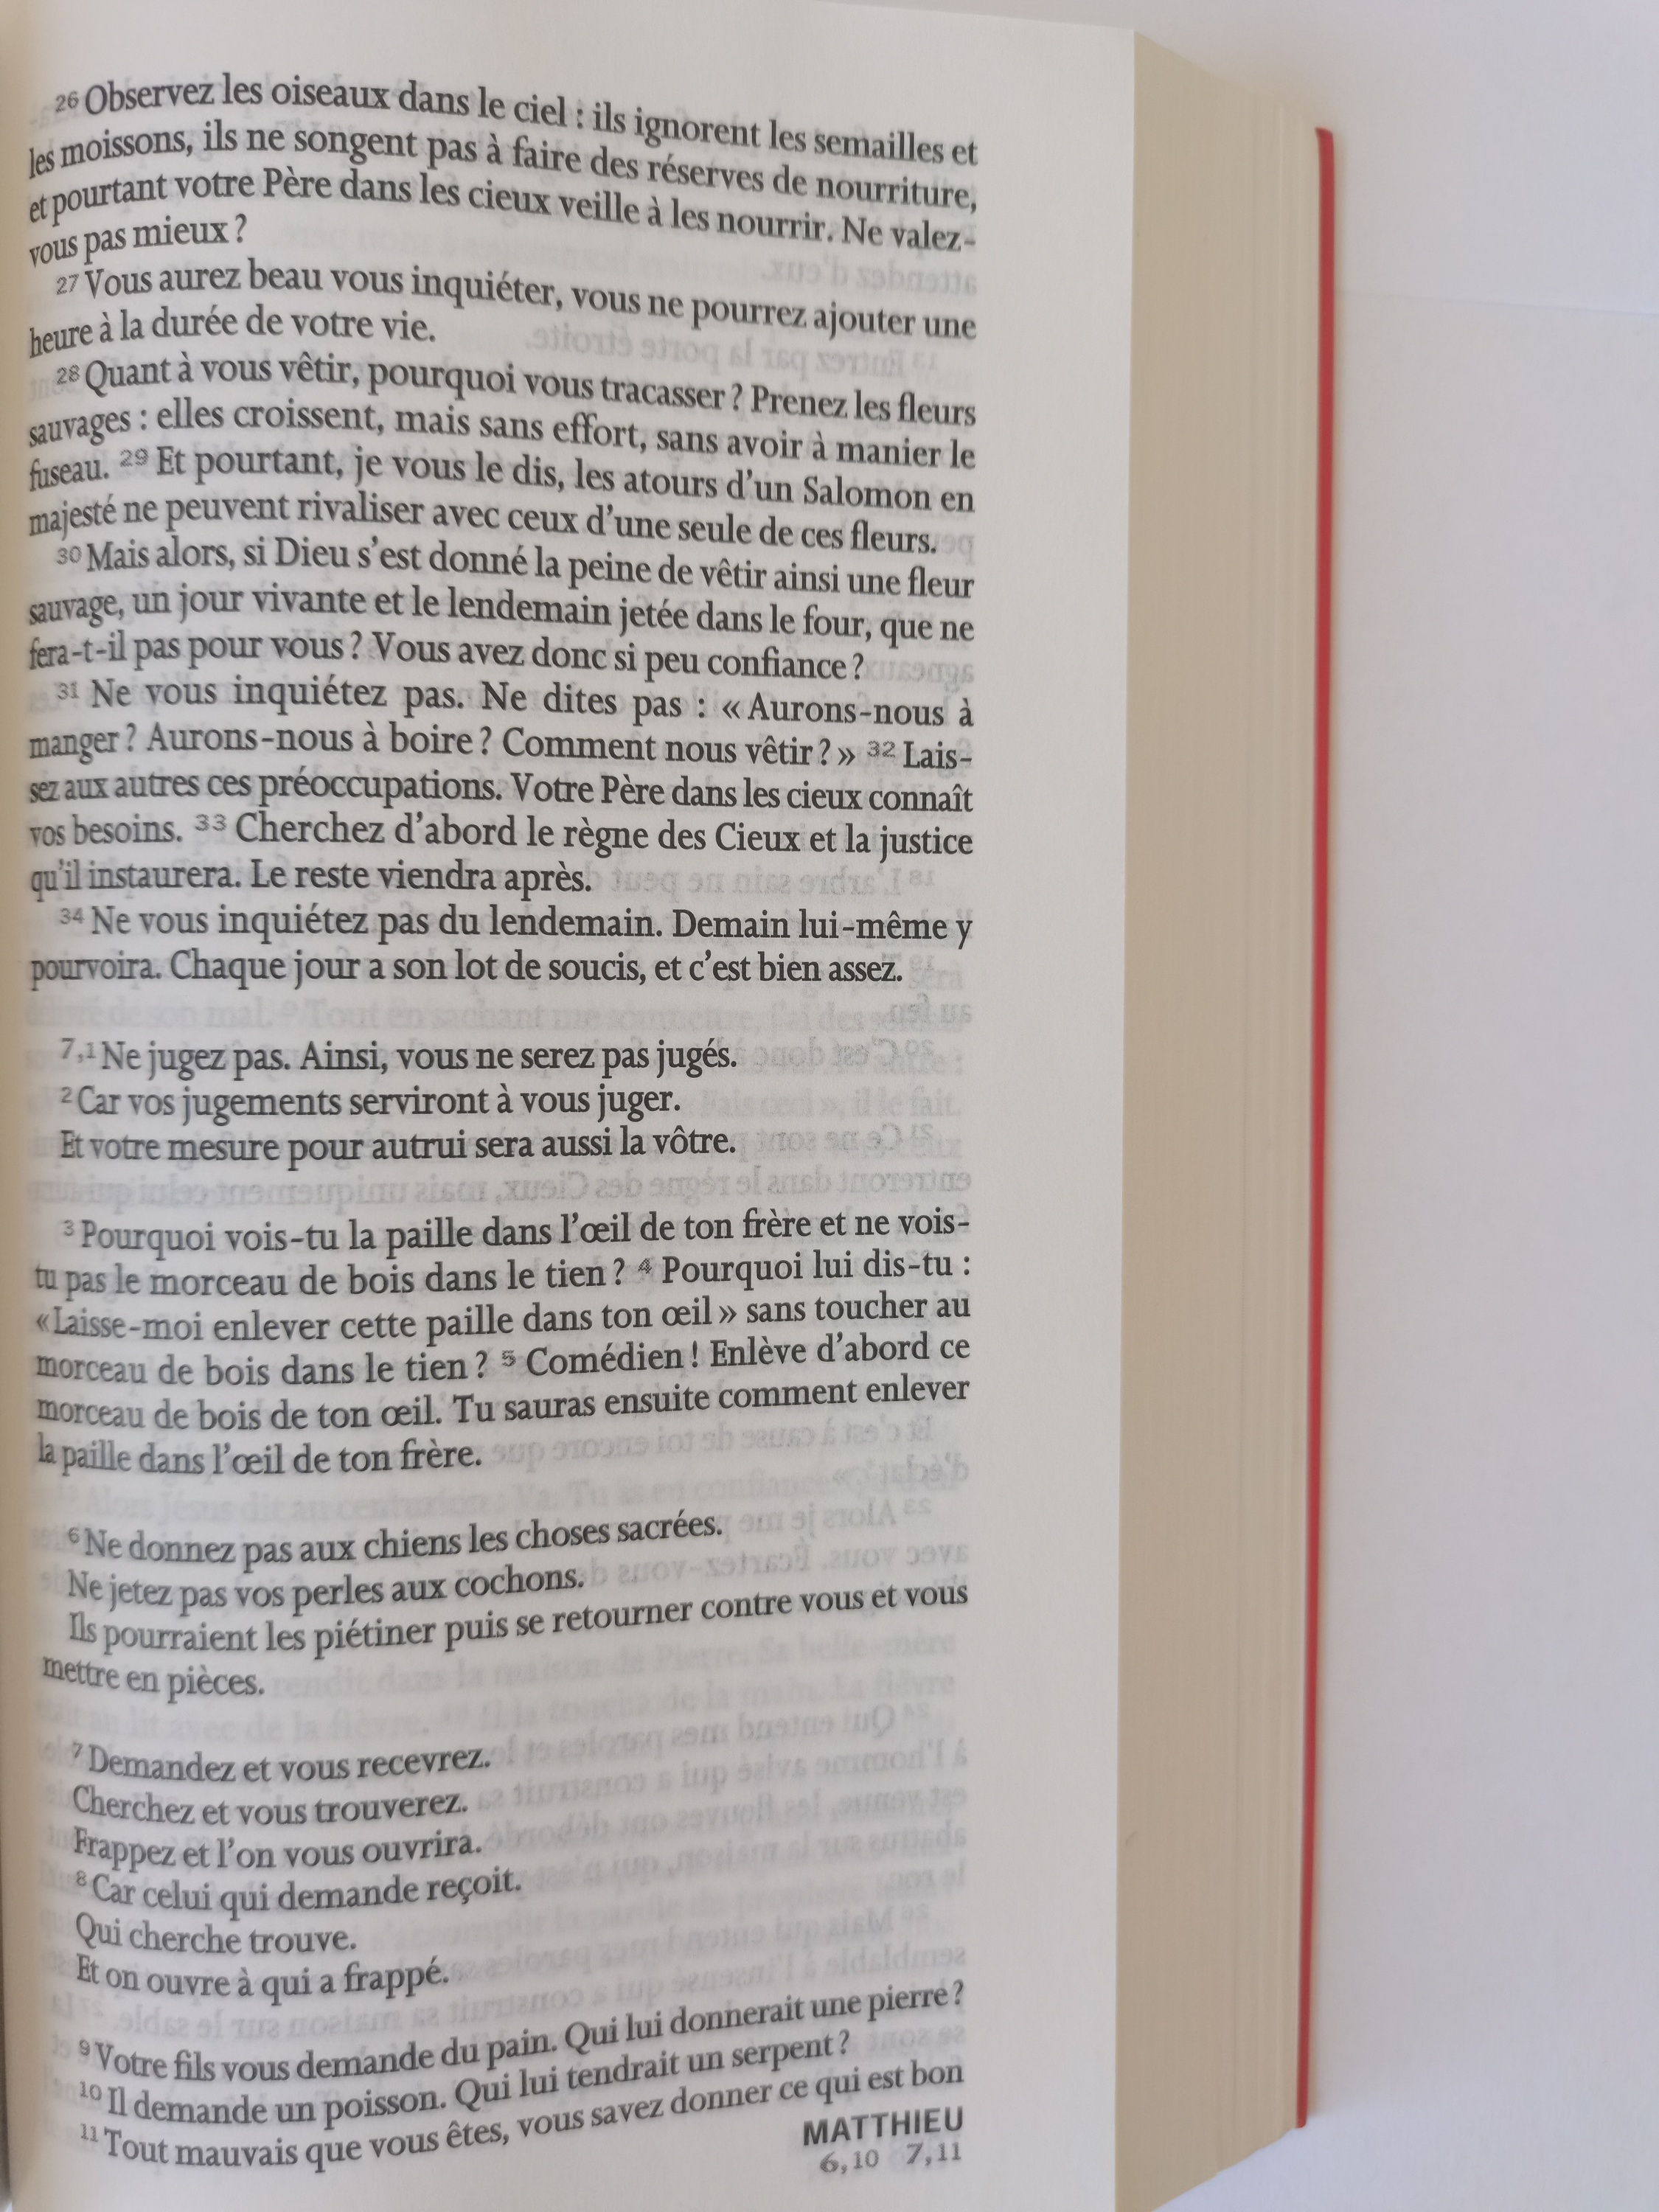 26 Observez les oiseaux dans le ciel : ils ignorent les semailles et
les moissons, ils ne songent pas à faire des réserves de nourriture,
et pourtant votre Père dans les cieux veille à les nourrir. Ne valez-
vous pas mieux ?
27 Vous aurez beau vous inquiéter, vous ne pourrez ajouter une
heure à la durée de votre vie.
28 Quant à vous vêtir, pourquoi vous tracasser ? Prenez les fleurs
sauvages : elles croissent, mais sans effort, sans avoir à manier le
fuseau. 29 Et pourtant, je vous le dis, les atours d'un Salomon en
majesté ne peuvent rivaliser avec ceux d'une seule de ces fleurs.
30 Mais alors, si Dieu s'est donné la peine de vêtir ainsi une fleur
sauvage, un jour vivante et le lendemain jetée dans le four, que ne
fera-t-il pas pour vous ? Vous avez donc si peu confiance ?
31 Ne vous inquiétez pas. Ne dites pas : « Aurons-nous à
manger ? Aurons-nous à boire ? Comment nous vêtir ? » 32 Lais-
sez aux autres ces préoccupations. Votre Père dans les cieux connaît
vos besoins. 33 Cherchez d'abord le règne des Cieux et la justice
qu'il instaurera. Le reste viendra après.
34 Ne vous inquiétez pas du lendemain. Demain lui-même y
pourvoira. Chaque jour a son lot de soucis, et c'est bien assez.
7,1 Ne jugez pas. Ainsi, vous ne serez pas jugés.
2 Car vos jugements serviront à vous juger.
Et votre mesure pour autrui sera aussi la vôtre.
3 Pourquoi vois-tu la paille dans l'œil de ton frère et ne vois-
tu pas le morceau de bois dans le tien ? 4 Pourquoi lui dis-tu :
« Laisse-moi enlever cette paille dans ton œil » sans toucher au
morceau de bois dans le tien ? 5 Comédien ! Enlève d'abord ce
morceau de bois de ton œil. Tu sauras ensuite comment enlever
la paille dans l'œil de ton frère.
6 Ne donnez pas aux chiens les choses sacrées.
Ne jetez pas vos perles aux cochons.
Ils pourraient les piétiner puis se retourner contre vous et vous
mettre en pièces.
7 Demandez et vous recevrez.
Cherchez et vous trouverez.
Frappez et l'on vous ouvrira.
8 Car celui qui demande reçoit.
Qui cherche trouve.
Et on ouvre à qui a frappé.
9 Votre fils vous demande du pain. Qui lui donnerait une pierre ?
10 Il demande un poisson. Qui lui tendrait un serpent ?
11 Tout mauvais que vous êtes, vous savez donner ce qui est bon
MATTHIEU
6,10 7,11